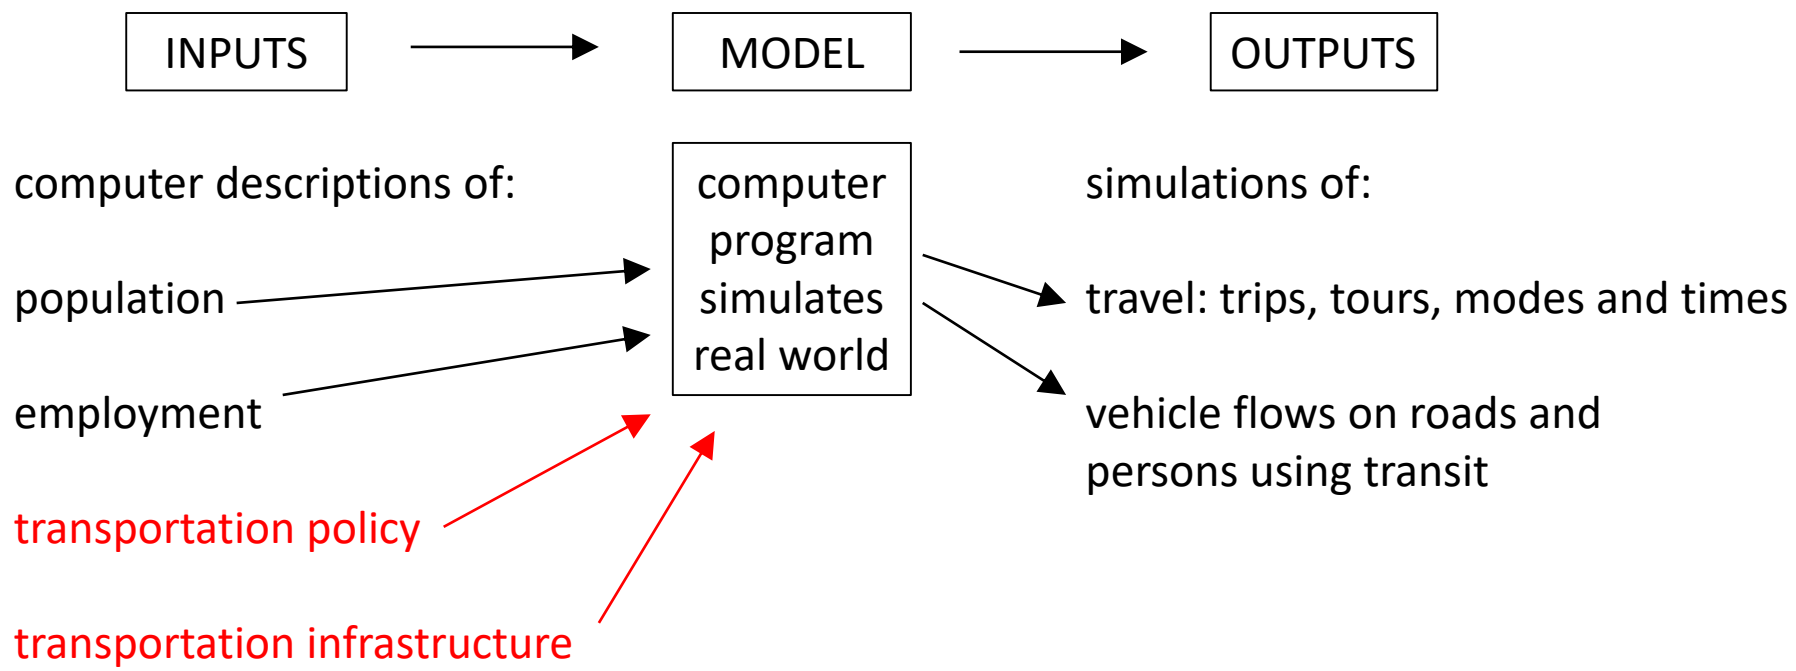 INPUTS
MODEL
OUTPUTS
computer descriptions of:
population
employment
transportation policy
transportation infrastructure
computer
program
simulates
real world
simulations of:
travel: trips, tours, modes and times
vehicle flows on roads and
persons using transit